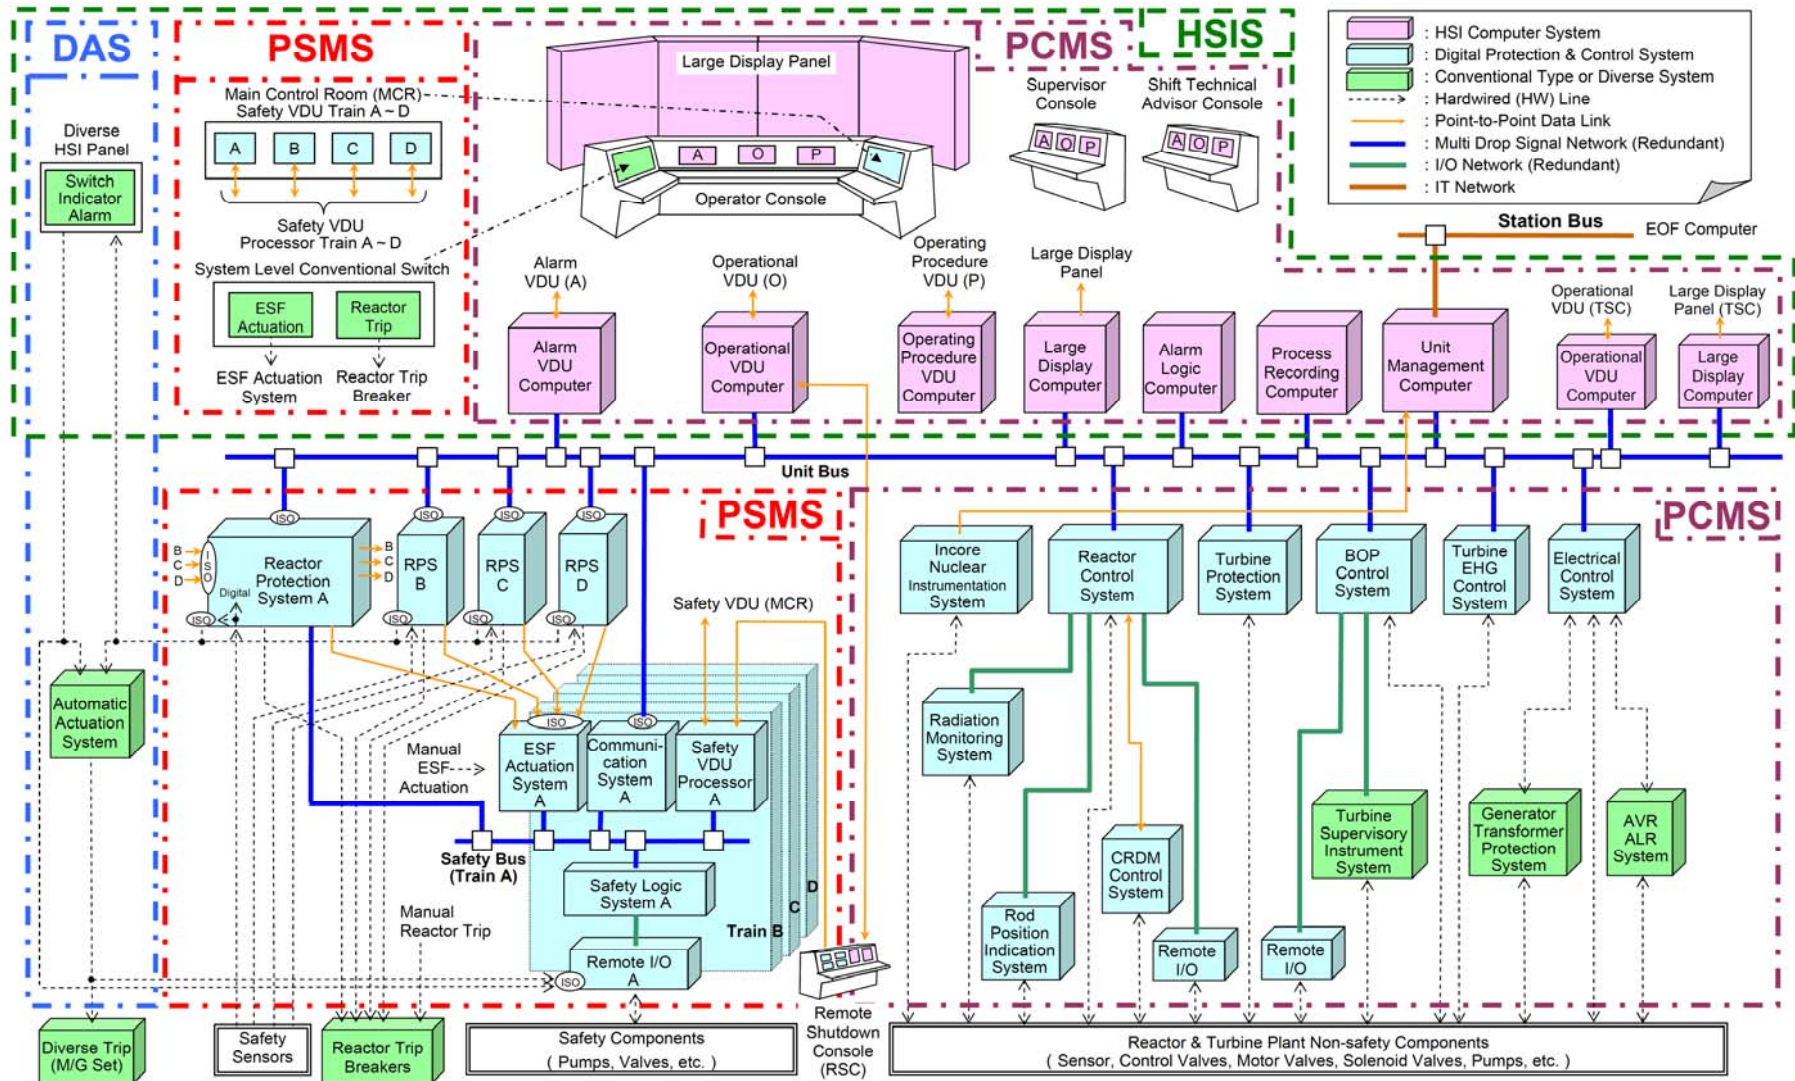 DAS
PSMS
PCMS
HSIS
: HSI Computer System
: Digital Protection & Control System
: Conventional Type or Diverse System
: Hardwired (HW) Line
: Point-to-Point Data Link
: Multi Drop Signal Network (Redundant)
: I/O Network (Redundant)
: IT Network
Diverse
HSI Panel
Switch
Indicator
Alarm
Main Control Room (MCR)
Safety VDU Train A ~ D
A
B
C
D
Safety VDU
Processor Train A ~ D
System Level Conventional Switch
ESF
Actuation
Reactor
Trip
ESF Actuation
System
Reactor Trip
Breaker
Large Display Panel
A
O
P
Operator Console
Supervisor
Console
A O P
Shift Technical
Advisor Console
A O P
Station Bus
EOF Computer
Alarm
VDU (A)
Operational
VDU (O)
Operating
Procedure
VDU (P)
Large Display
Panel
Operational
VDU (TSC)
Large Display
Panel (TSC)
Alarm
VDU
Computer
Operational
VDU
Computer
Operating
Procedure
VDU
Computer
Large
Display
Computer
Alarm
Logic
Computer
Process
Recording
Computer
Unit
Management
Computer
Operational
VDU
Computer
Large
Display
Computer
Unit Bus
PSMS
PCMS
ISO
ISO
ISO
ISO
B
C
D
ISO
Reactor
Protection
System A
Digital
ISO
B
C
D
RPS
B
ISO
RPS
C
ISO
RPS
D
ISO
Safety VDU (MCR)
Incore
Nuclear
Instrumentation
System
Reactor
Control
System
Turbine
Protection
System
BOP
Control
System
Turbine
EHG
Control
System
Electrical
Control
System
Automatic
Actuation
System
Manual
ESF
Actuation
ISO
ISO
ESF
Actuation
System
A
Communi-
cation
System
A
Safety
VDU
Processor
A
Safety Bus
(Train A)
Safety Logic
System A
Manual
Reactor Trip
Remote I/O
A
ISO
Train B
C
D
Radiation
Monitoring
System
Rod
Position
Indication
System
CRDM
Control
System
Remote
I/O
Remote
I/O
Turbine
Supervisory
Instrument
System
Generator
Transformer
Protection
System
AVR
ALR
System
Diverse Trip
(M/G Set)
Safety
Sensors
Reactor Trip
Breakers
Safety Components
( Pumps, Valves, etc. )
Remote
Shutdown
Console
(RSC)
Reactor & Turbine Plant Non-safety Components
( Sensor, Control Valves, Motor Valves, Solenoid Valves, Pumps, etc. )